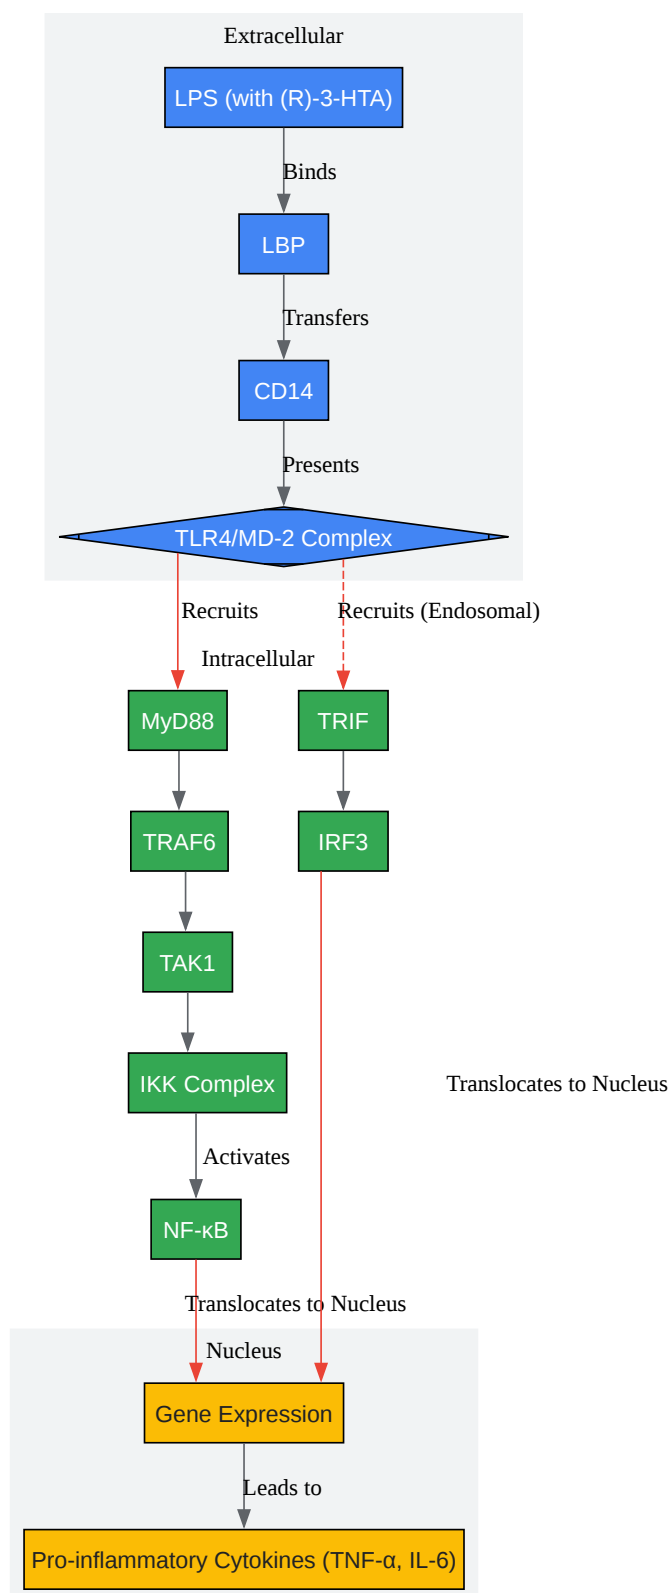 Extracellular
LPS (with (R)-3-HTA)
Binds
LBP
Transfers
CD14
Presents
TLR4/MD-2 Complex
Recruits
Recruits (Endosomal)
Intracellular
MyD88
TRIF
TRAF6
IRF3
TAK1
IKK Complex
Translocates to Nucleus
Activates
NF-κB
Translocates to Nucleus
Nucleus
Gene Expression
Leads to
Pro-inflammatory Cytokines (TNF-α, IL-6)